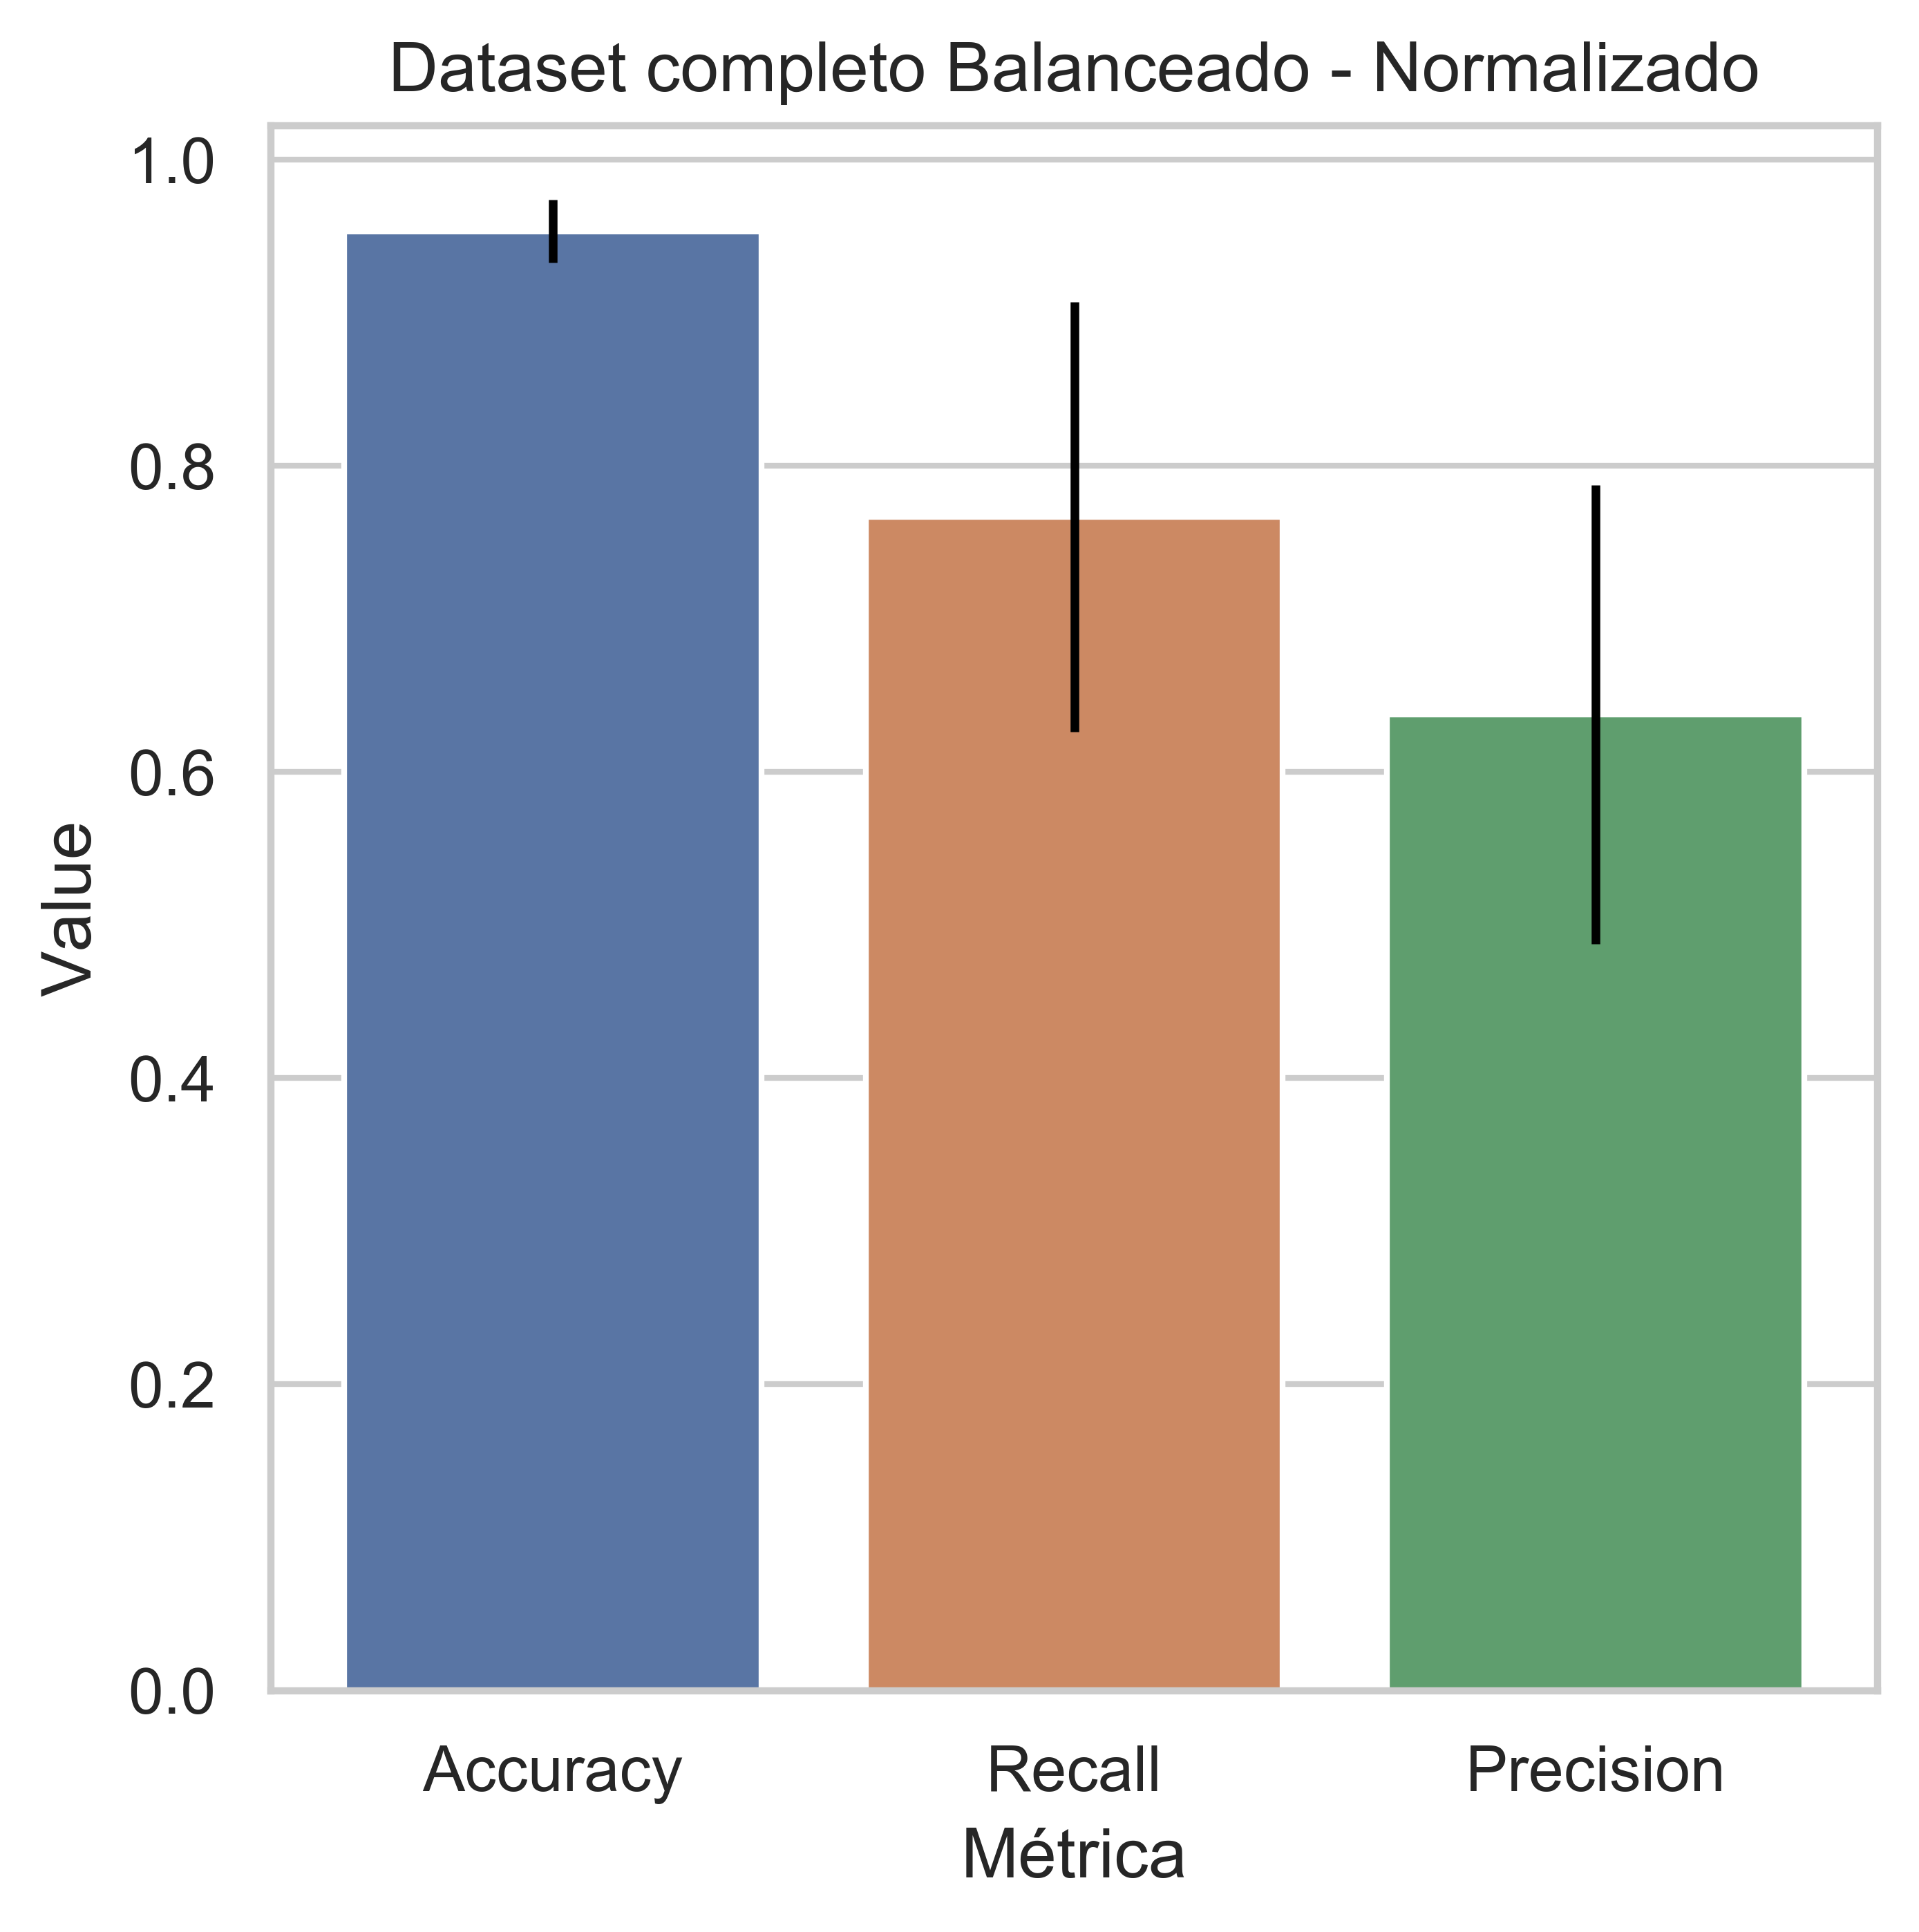 Dataset completo Balanceado - Normalizado
1.0
0.8
0.6
0.4
0.2
0.0
Value
Accuracy Recall Precision
Métrica